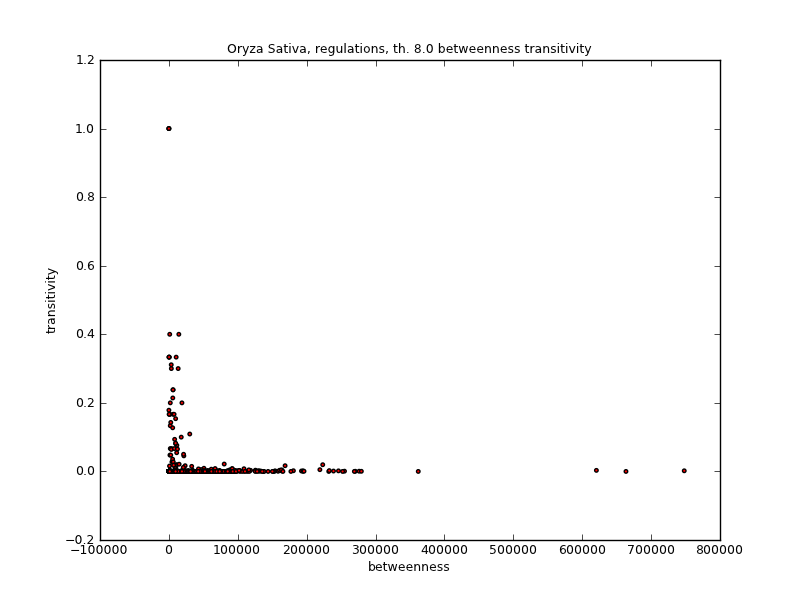 Oryza Sativa, regulations, th. 8.0 betweenness transitivity
1.2
1.0
0.8
0.6
0.4
0.2
0.0
−0.2
transitivity
−100000 0 100000 200000 300000 400000 500000 600000 700000 800000
betweenness